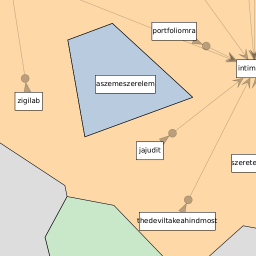 portfoliomra
intim
aszemeszerelem
zigilab
jajudit
szerete
thedeviltakeahindmost